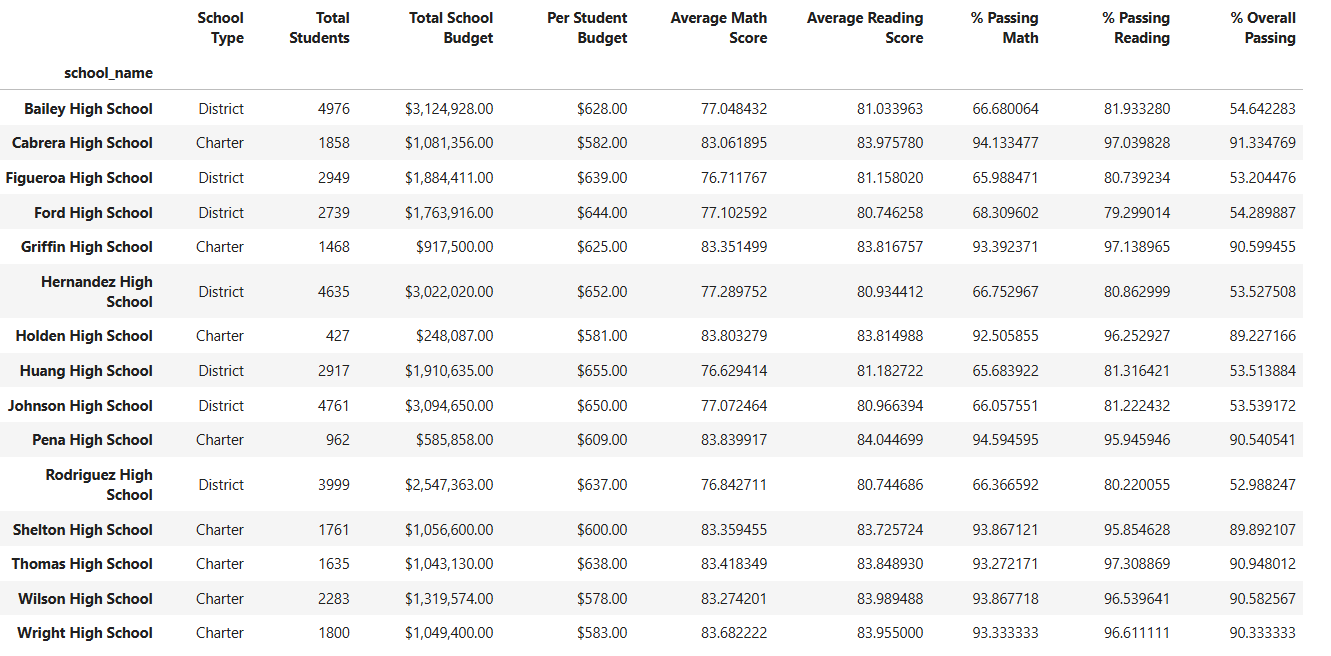 School Type Total Students Total School Budget Per Student Budget Average Math Score Average Reading Score % Passing Math % Passing Reading % Overall Passing
school_name
Bailey High School District 4976 $3,124,928.00 $628.00 77.048432 81.033963 66.680064 81.933280 54.642283
Cabrera High School Charter 1858 $1,081,356.00 $582.00 83.061895 83.975780 94.133477 97.039828 91.334769
Figueroa High School District 2949 $1,884,411.00 $639.00 76.711767 81.158020 65.988471 80.739234 53.204476
Ford High School District 2739 $1,763,916.00 $644.00 77.102592 80.746258 68.309602 79.299014 54.289887
Griffin High School Charter 1468 $917,500.00 $625.00 83.351499 83.816757 93.392371 97.138965 90.599455
Hernandez High School District 4635 $3,022,020.00 $652.00 77.289752 80.934412 66.752967 80.862999 53.527508
Holden High School Charter 427 $248,087.00 $581.00 83.803279 83.814988 92.505855 96.252927 89.227166
Huang High School District 2917 $1,910,635.00 $655.00 76.629414 81.182722 65.683922 81.316421 53.513884
Johnson High School District 4761 $3,094,650.00 $650.00 77.072464 80.966394 66.057551 81.222432 53.539172
Pena High School Charter 962 $585,858.00 $609.00 83.839917 84.044699 94.594595 95.945946 90.540541
Rodriguez High School District 3999 $2,547,363.00 $637.00 76.842711 80.744686 66.366592 80.220055 52.988247
Shelton High School Charter 1761 $1,056,600.00 $600.00 83.359455 83.725724 93.867121 95.854628 89.892107
Thomas High School Charter 1635 $1,043,130.00 $638.00 83.418349 83.848930 93.272171 97.308869 90.948012
Wilson High School Charter 2283 $1,319,574.00 $578.00 83.274201 83.989488 93.867718 96.539641 90.582567
Wright High School Charter 1800 $1,049,400.00 $583.00 83.682222 83.955000 93.333333 96.611111 90.333333